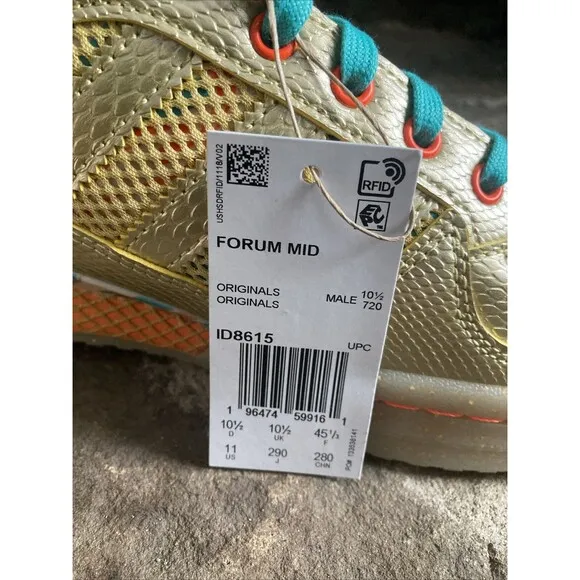 USHSDRFID/1118/V02
RFID
EPC
FORUM MID
ORIGINALS
ORIGINALS
MALE 10½
720
ID8615
UPC
1 96474 59916 1
10½ 10½ 45⅓
D UK F
11 290 280
US J CHN